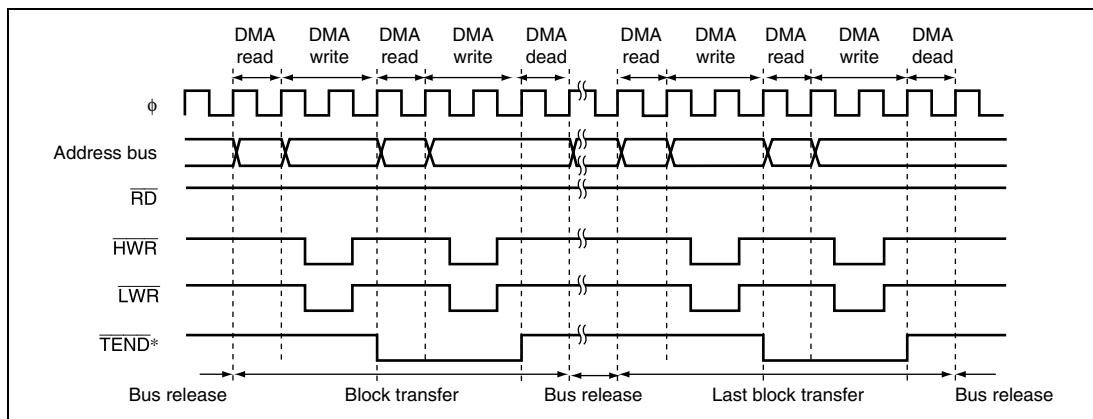 DMA read DMA write DMA read DMA write DMA dead DMA read DMA write DMA read DMA write DMA dead
ϕ
Address bus
RD
HWR
LWR
TEND*
Bus release Block transfer Bus release Last block transfer Bus release